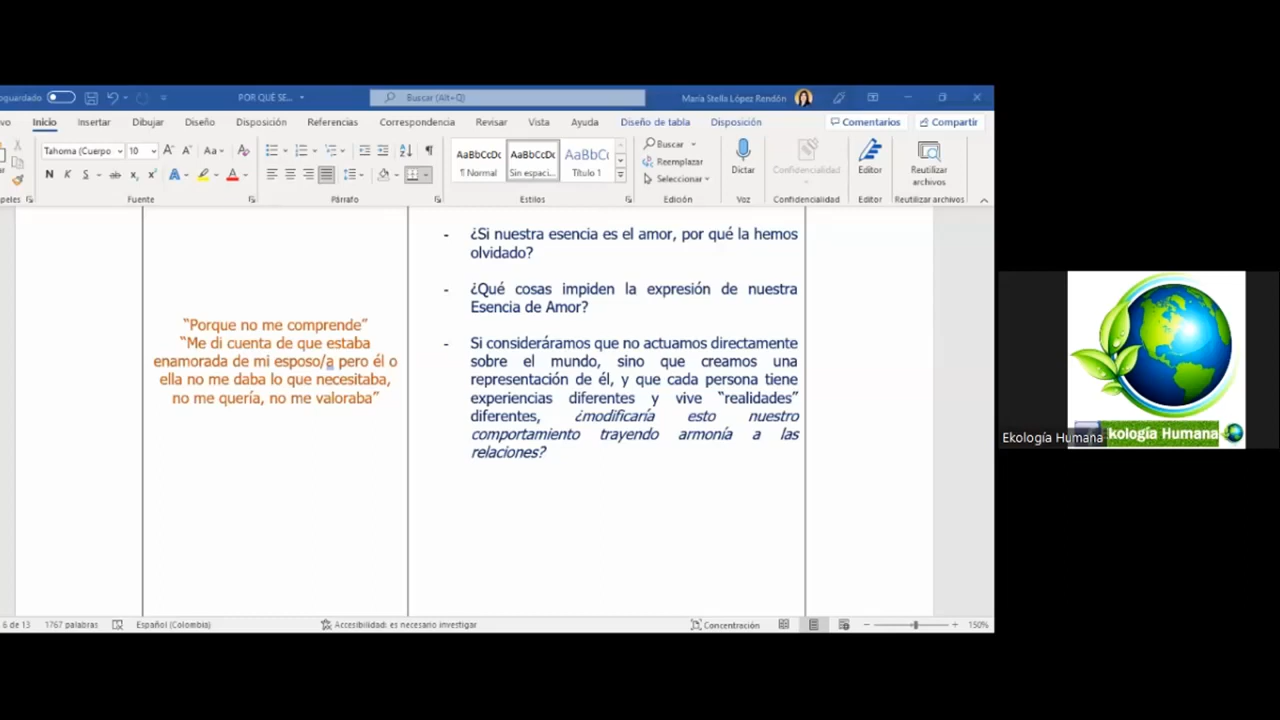 oguardado
POR QUÉ SE...
Buscar (Alt+Q)
María Stella López Rendón
vo Inicio Insertar Dibujar Diseño Disposición Referencias Correspondencia Revisar Vista Ayuda Diseño de tabla Disposición Comentarios Compartir
Tahoma (Cuerpo 10 A A Aa A
N K S ab x x A A
AaBbCcDc AaBbCcDc AaBbC
¶ Normal Sin espaci... Título 1
Buscar
Reemplazar
Seleccionar
Dictar
Confidencialidad
Editor
Reutilizar
archivos
peles Fuente Párrafo Estilos Edición Voz Confidencialidad Editor Reutilizar archivos
"Porque no me comprende"
"Me di cuenta de que estaba
enamorada de mi esposo/a pero él o
ella no me daba lo que necesitaba,
no me quería, no me valoraba"
- ¿Si nuestra esencia es el amor, por qué la hemos
olvidado?
- ¿Qué cosas impiden la expresión de nuestra
Esencia de Amor?
- Si consideráramos que no actuamos directamente
sobre el mundo, sino que creamos una
representación de él, y que cada persona tiene
experiencias diferentes y vive "realidades"
diferentes, ¿modificaría esto nuestro
comportamiento trayendo armonía a las
relaciones?
6 de 13 1767 palabras Español (Colombia) Accesibilidad: es necesario investigar Concentración 150%
kología Humana
Ekología Humana